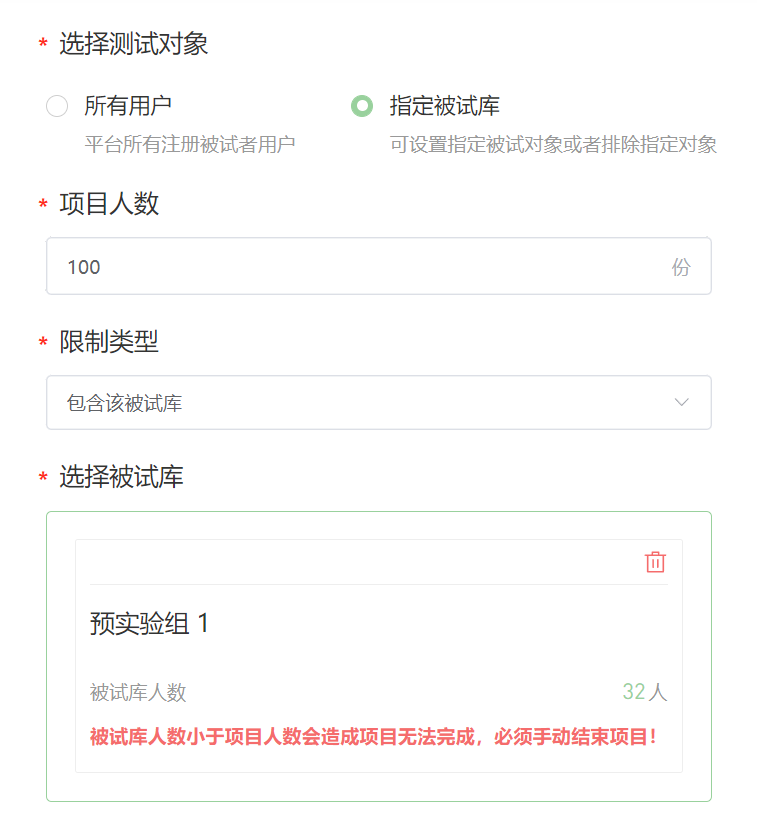 * 选择测试对象
所有用户
指定被试库
平台所有注册被试者用户
可设置指定被试对象或者排除指定对象
* 项目人数
100 份
* 限制类型
包含该被试库
* 选择被试库
预实验组 1
被试库人数 32人
被试库人数小于项目人数会造成项目无法完成，必须手动结束项目！